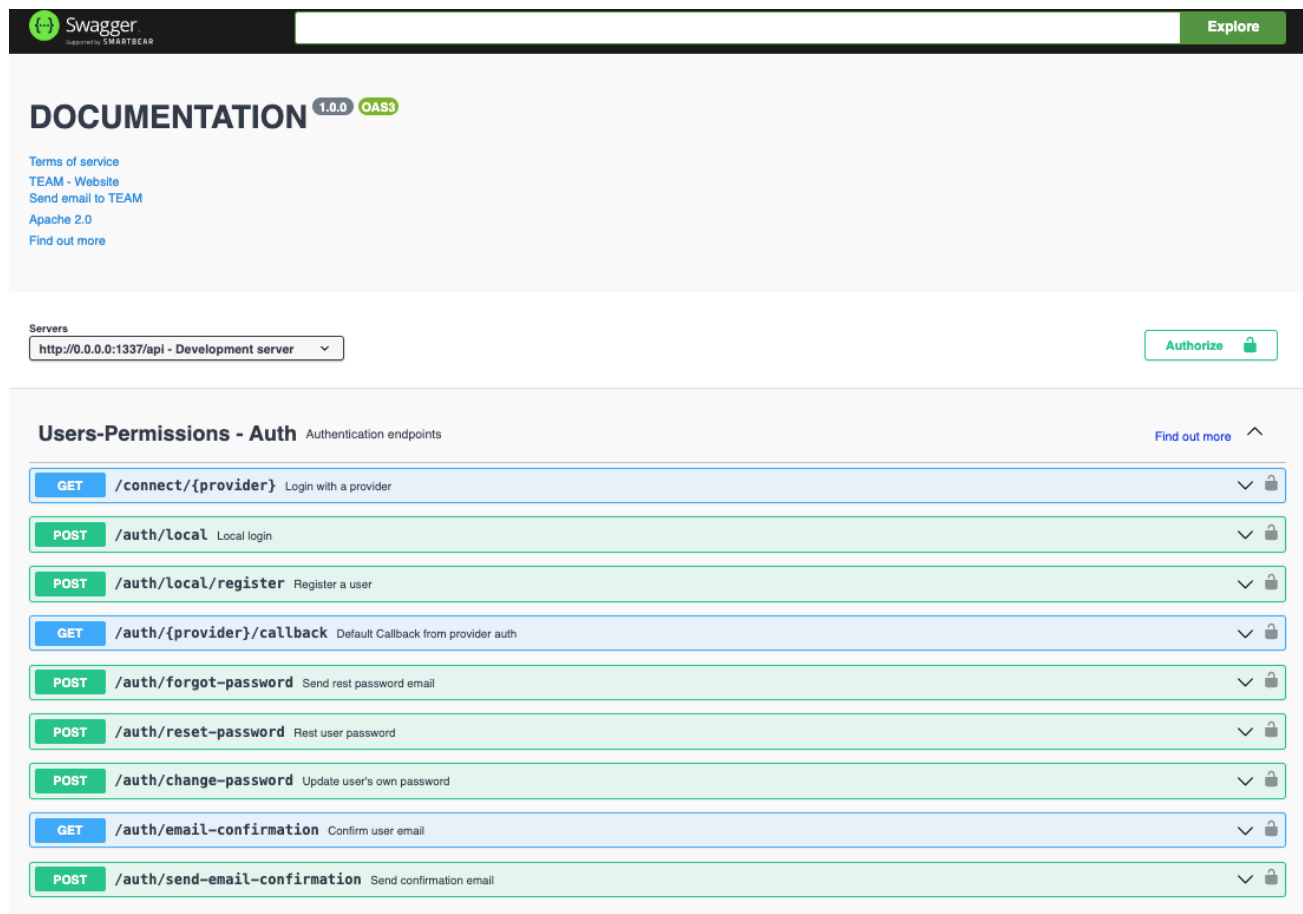 Swagger.
Supported by SMARTBEAR
Explore
DOCUMENTATION 1.0.0 OAS3
Terms of service
TEAM - Website
Send email to TEAM
Apache 2.0
Find out more
Servers
http://0.0.0.0:1337/api - Development server
Authorize
Users-Permissions - Auth Authentication endpoints Find out more
GET /connect/{provider} Login with a provider
POST /auth/local Local login
POST /auth/local/register Register a user
GET /auth/{provider}/callback Default Callback from provider auth
POST /auth/forgot-password Send rest password email
POST /auth/reset-password Rest user password
POST /auth/change-password Update user's own password
GET /auth/email-confirmation Confirm user email
POST /auth/send-email-confirmation Send confirmation email